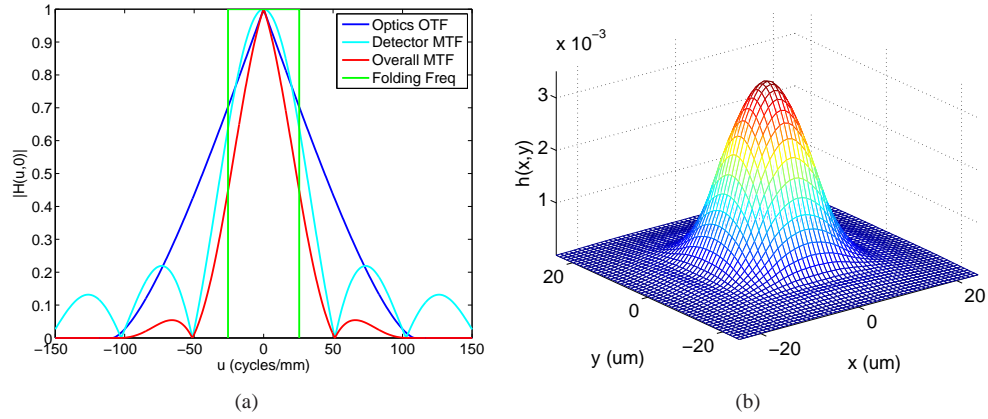 1
0.9
0.8
0.7
0.6
0.5
0.4
0.3
0.2
0.1
0
|H(u,0)|
−150
−100
−50
0
50
100
150
u (cycles/mm)
Optics OTF
Detector MTF
Overall MTF
Folding Freq
(a)
x 10−3
3
2
1
h(x,y)
20
0
−20
y (um)
−20
0
20
x (um)
(b)